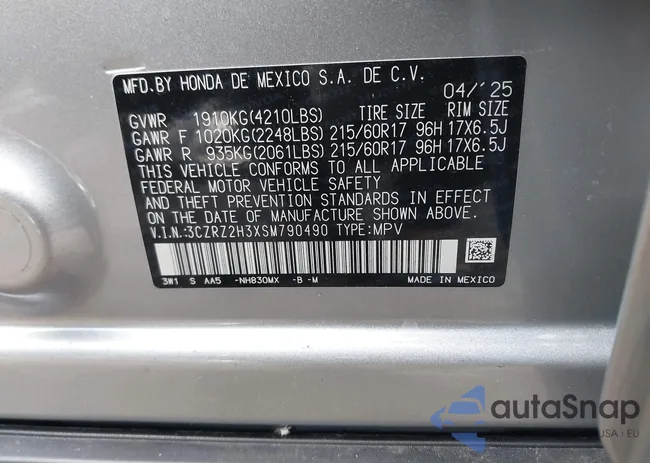 MFD.BY HONDA DE MEXICO S.A. DE C.V.
04/'25
GVWR 1910KG(4210LBS) TIRE SIZE RIM SIZE
GAWR F 1020KG(2248LBS) 215/60R17 96H 17X6.5J
GAWR R 935KG(2061LBS) 215/60R17 96H 17X6.5J
THIS VEHICLE CONFORMS TO ALL APPLICABLE
FEDERAL MOTOR VEHICLE SAFETY
AND THEFT PREVENTION STANDARDS IN EFFECT
ON THE DATE OF MANUFACTURE SHOWN ABOVE.
V.I.N.:3CZRZ2H3XSM790490 TYPE:MPV
3W1 S AA5 -NH830MX -B -M MADE IN MEXICO
autaSnap
USA • EU